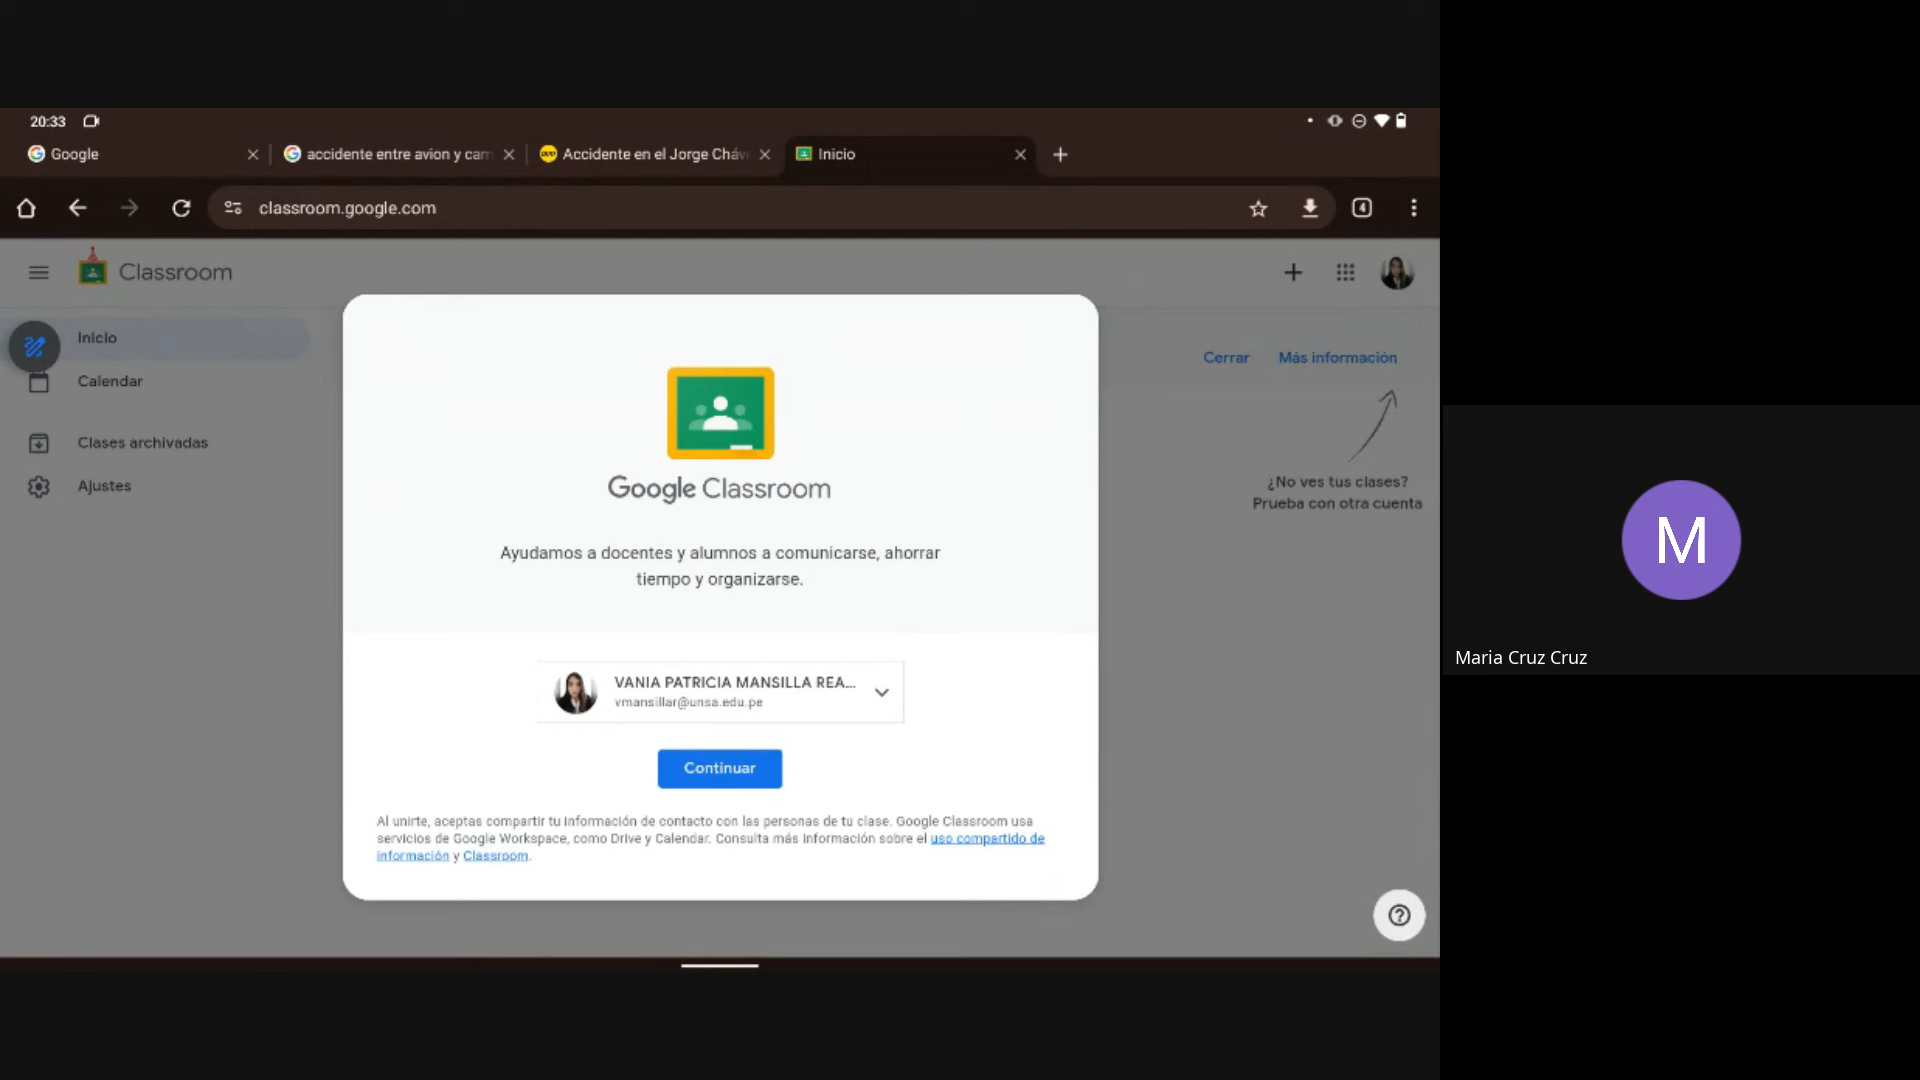 20:33
Google
accidente entre avion y cam
Accidente en el Jorge Cháv
Inicio
classroom.google.com
4
Classroom
Inicio
Calendar
Clases archivadas
Ajustes
Cerrar
Más información
¿No ves tus clases?
Prueba con otra cuenta
Google Classroom
Ayudamos a docentes y alumnos a comunicarse, ahorrar
tiempo y organizarse.
VANIA PATRICIA MANSILLA REA...
vmansillar@unsa.edu.pe
Continuar
Al unirte, aceptas compartir tu información de contacto con las personas de tu clase. Google Classroom usa
servicios de Google Workspace, como Drive y Calendar. Consulta más información sobre el uso compartido de
información y Classroom.
M
Maria Cruz Cruz